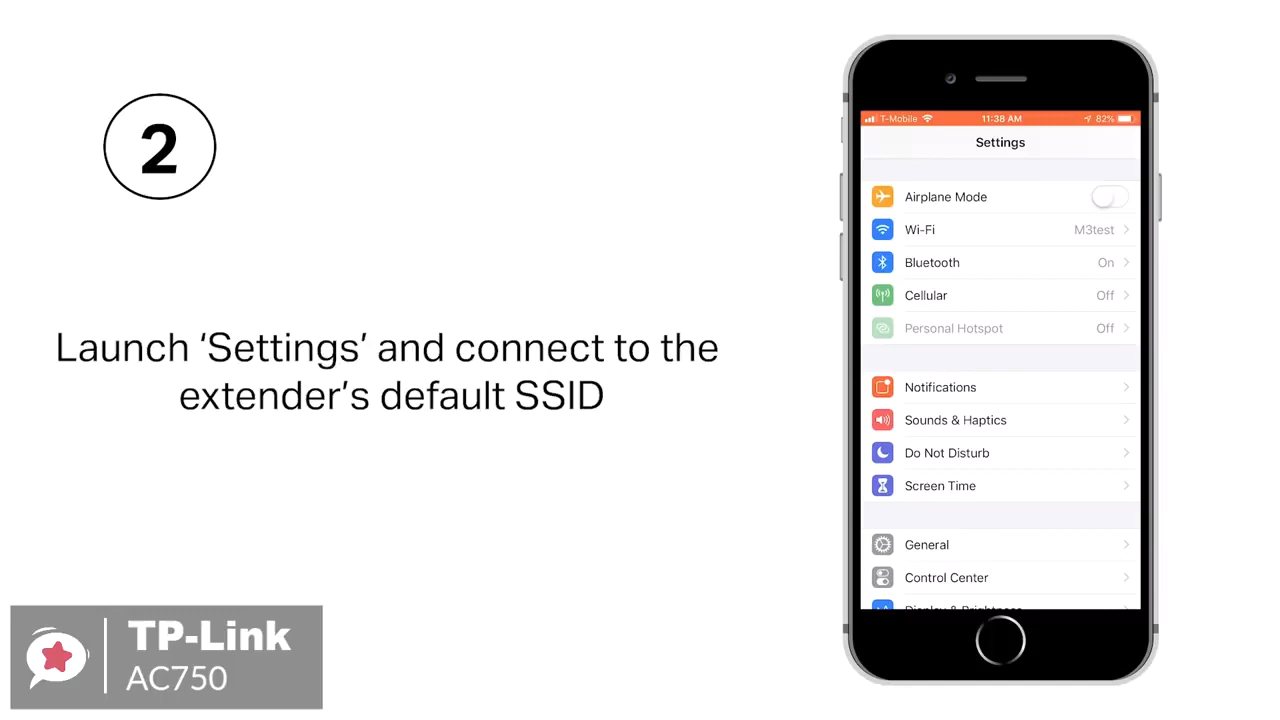 2
Launch ‘Settings’ and connect to the
extender’s default SSID
TP-Link
AC750
T-Mobile 11:38 AM 82%
Settings
Airplane Mode
Wi-Fi M3test
Bluetooth On
Cellular Off
Personal Hotspot Off
Notifications
Sounds & Haptics
Do Not Disturb
Screen Time
General
Control Center
Display & Brightness